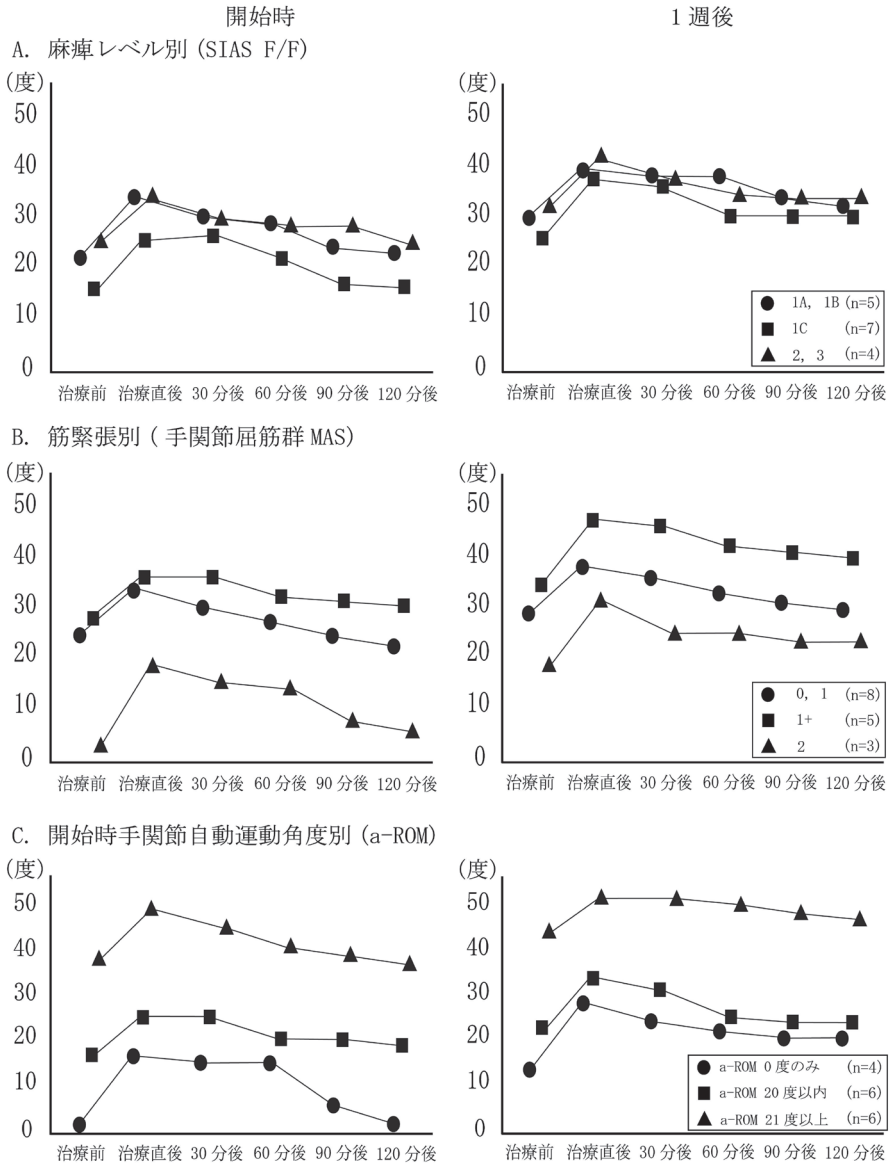 開始時
1週後
A. 麻痺レベル別 (SIAS F/F)
(度)
50
40
30
20
10
0
治療前 治療直後 30分後 60分後 90分後 120分後
(度)
50
40
30
20
10
0
1A, 1B (n=5)
1C (n=7)
2, 3 (n=4)
治療前 治療直後 30分後 60分後 90分後 120分後
B. 筋緊張別 ( 手関節屈筋群 MAS)
(度)
50
40
30
20
10
0
治療前 治療直後 30分後 60分後 90分後 120分後
(度)
50
40
30
20
10
0
0, 1 (n=8)
1+ (n=5)
2 (n=3)
治療前 治療直後 30分後 60分後 90分後 120分後
C. 開始時手関節自動運動角度別 (a-ROM)
(度)
50
40
30
20
10
0
治療前 治療直後 30分後 60分後 90分後 120分後
(度)
50
40
30
20
10
0
a-ROM 0度のみ (n=4)
a-ROM 20度以内 (n=6)
a-ROM 21度以上 (n=6)
治療前 治療直後 30分後 60分後 90分後 120分後